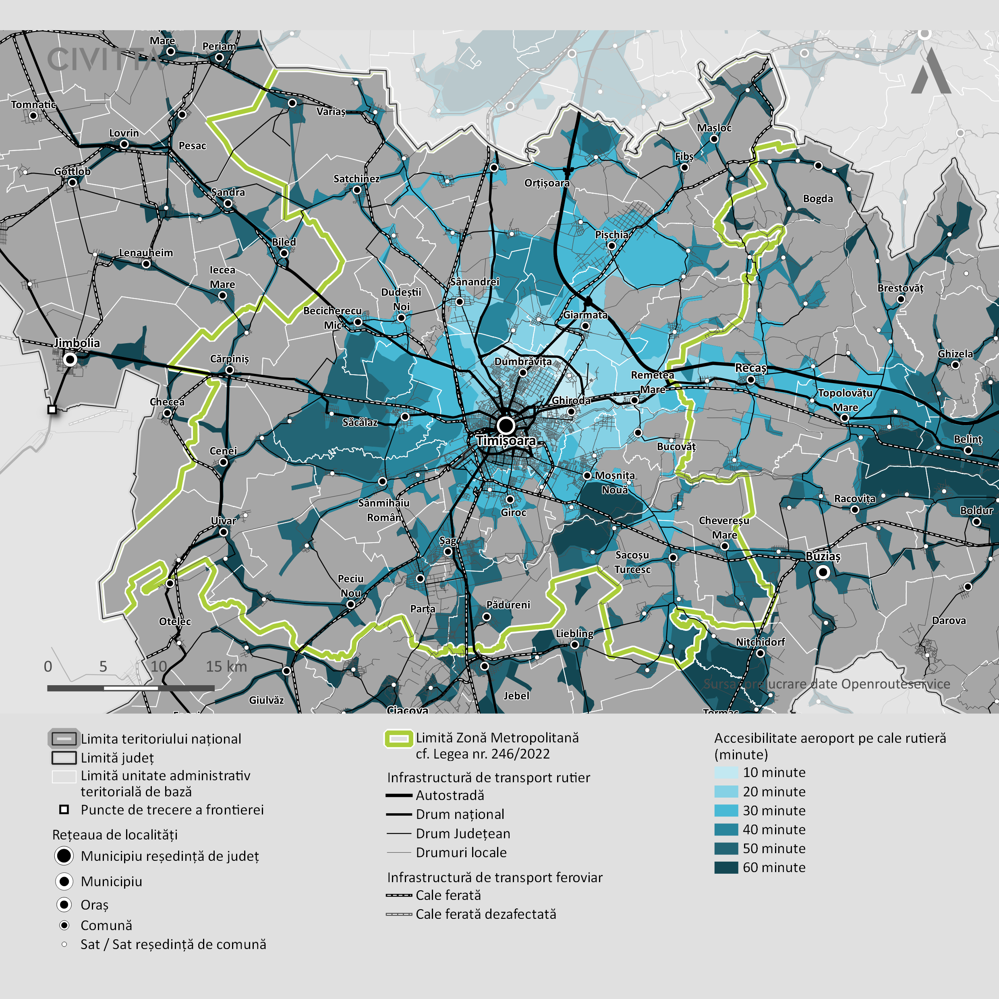 Mare
Periam
CIVITTA
Tomnatic
Variaș
Lovrin
Pesac
Mașloc
Fibș
Gottlob
Satchinez
Orțișoara
Șandra
Bogda
Pișchia
Biled
Lenauheim
Iecea
Mare
Sânandrei
Dudeștii
Noi
Brestovăț
Becicherecu
Mic
Giarmata
Jimbolia
Cărpiniș
Dumbrăvița
Ghizela
Recaș
Remetea
Mare
Checea
Ghiroda
Topolovățu
Mare
Săcălaz
Timișoara
Belinț
Bucovăț
Cenei
Moșnița
Nouă
Sânmihaiu
Român
Giroc
Racovița
Boldur
Uivar
Chevereșu
Mare
Șag
Sacoșu
Turcesc
Buziaș
Peciu
Nou
Parța
Pădureni
Otelec
Darova
Liebling
Nițchidorf
0 5 10 15 km
Sursa: prelucrare date Openrouteservice
Giulvăz
Jebel
Ciacova
Limita teritoriului național
Limită județ
Limită unitate administrativ
teritorială de bază
Puncte de trecere a frontierei
Rețeaua de localități
Municipiu reședință de județ
Municipiu
Oraș
Comună
Sat / Sat reședință de comună
Limită Zonă Metropolitană
cf. Legea nr. 246/2022
Infrastructură de transport rutier
Autostradă
Drum național
Drum Județean
Drumuri locale
Infrastructură de transport feroviar
Cale ferată
Cale ferată dezafectată
Accesibilitate aeroport pe cale rutieră
(minute)
10 minute
20 minute
30 minute
40 minute
50 minute
60 minute